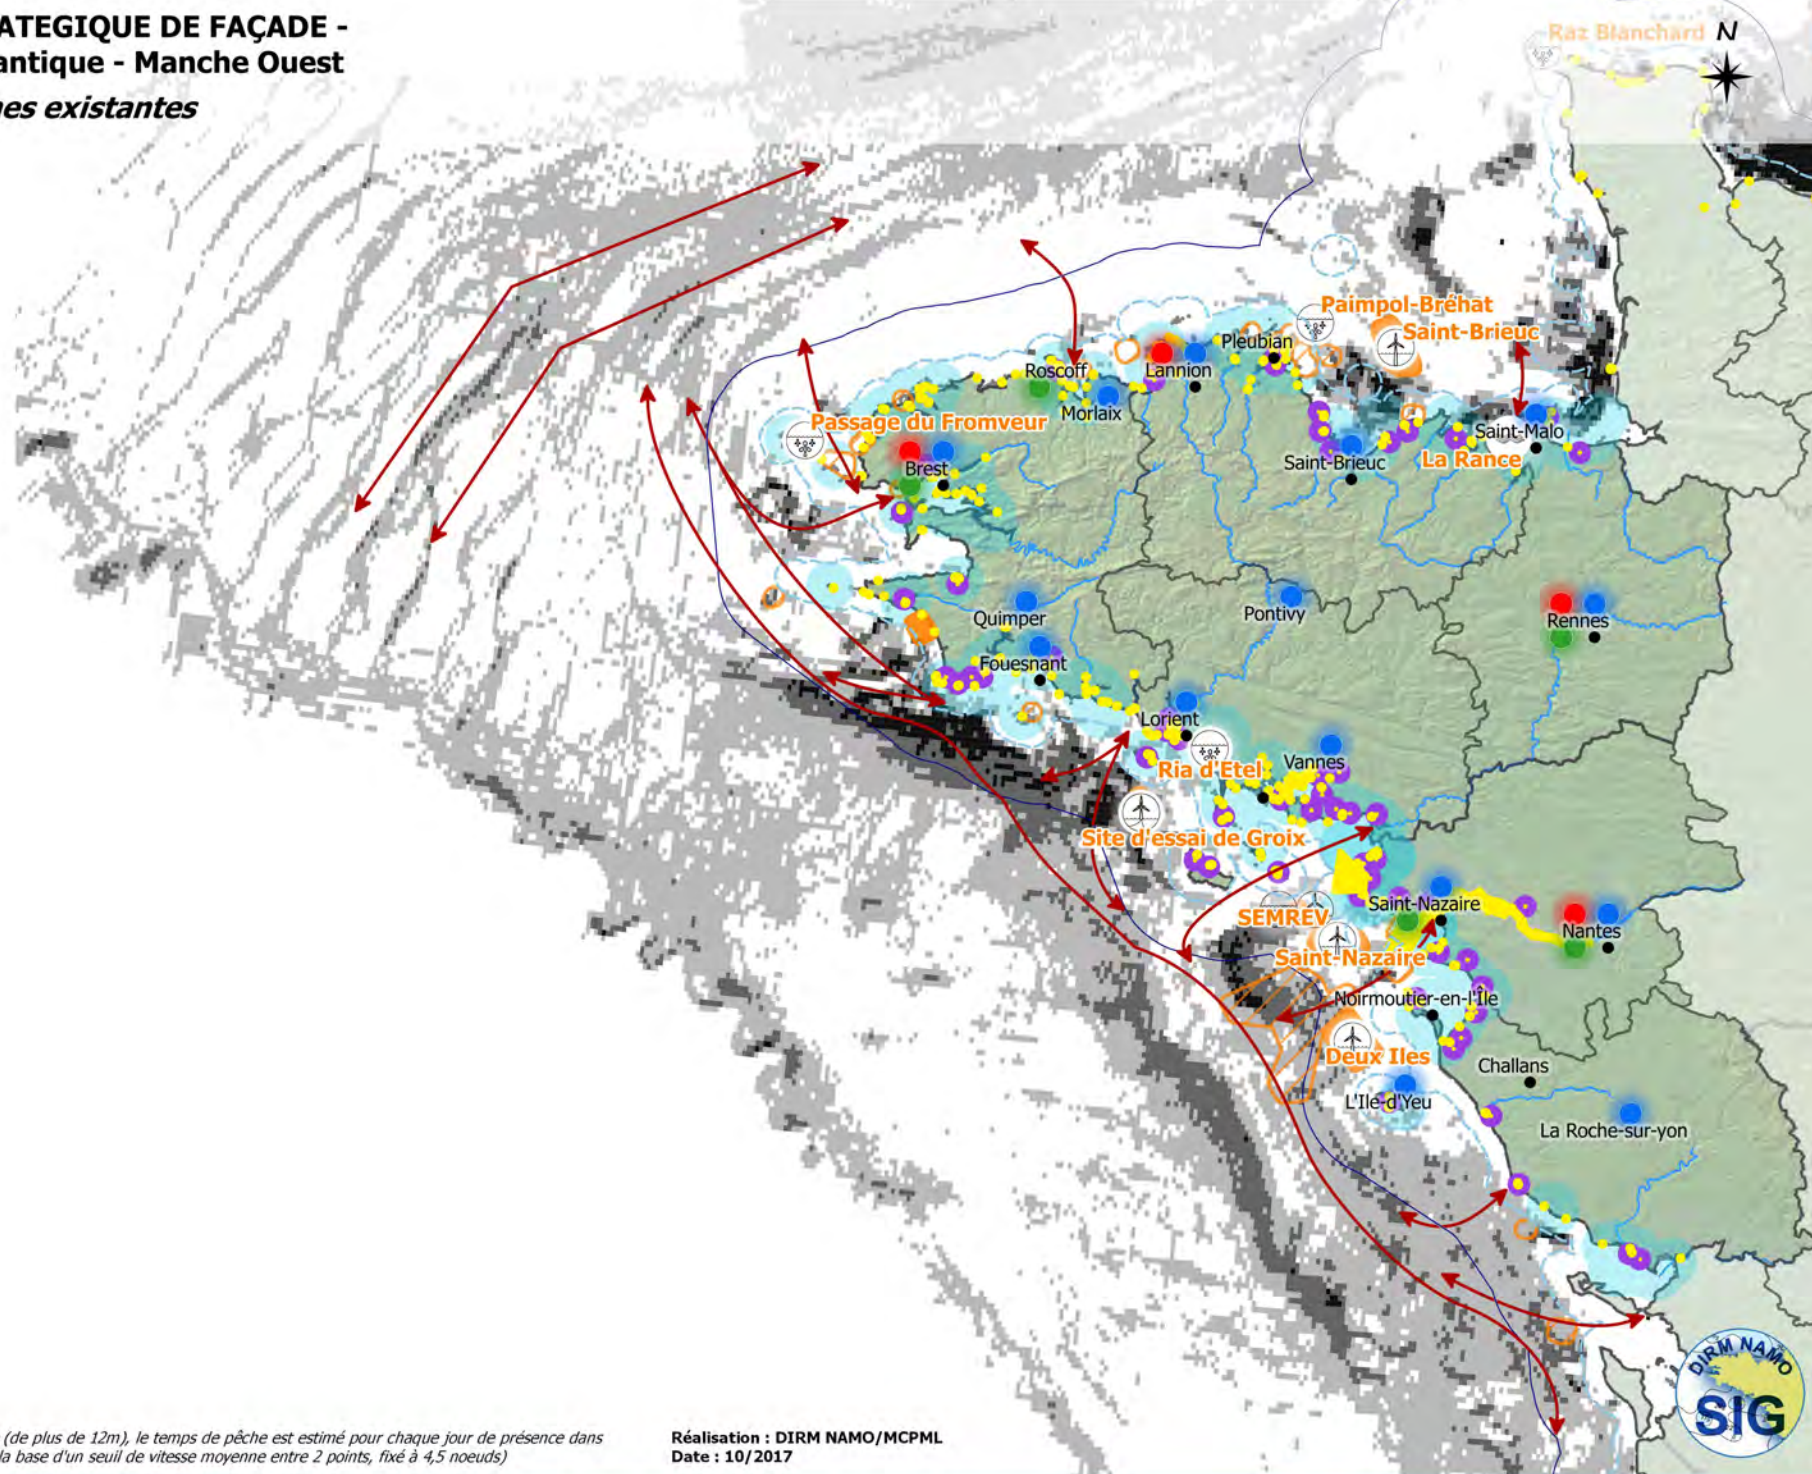 ATEGIQUE DE FAÇADE -
antique - Manche Ouest
nes existantes
Raz Blanchard
N
Paimpol-Bréhat
Saint-Brieuc
Pleubian
Roscoff
Lannion
Morlaix
Passage du Fromveur
Saint-Malo
Brest
Saint-Brieuc
La Rance
Quimper
Pontivy
Rennes
Fouesnant
Lorient
Vannes
Ria d'Etel
Site d'essai de Groix
Saint-Nazaire
SEMREV
Nantes
Saint-Nazaire
Noirmoutier-en-l'Île
Deux Iles
Challans
L'Ile-d'Yeu
La Roche-sur-yon
DIRM NAMO
SIG
(de plus de 12m), le temps de pêche est estimé pour chaque jour de présence dans
la base d'un seuil de vitesse moyenne entre 2 points, fixé à 4,5 noeuds)
Réalisation : DIRM NAMO/MCPML
Date : 10/2017